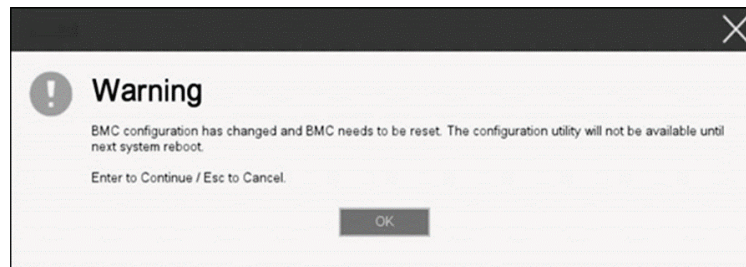 Warning
BMC configuration has changed and BMC needs to be reset. The configuration utility will not be available until
next system reboot.
Enter to Continue / Esc to Cancel.
OK